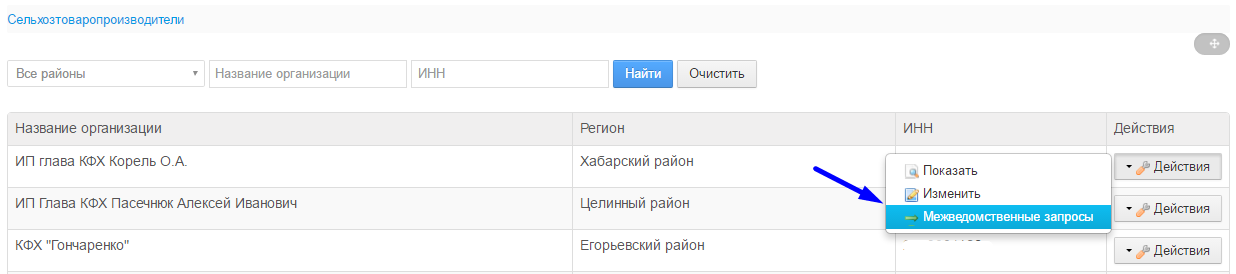 Сельхозтоваропроизводители
Все районы Название организации ИНН Найти Очистить
Название организации Регион ИНН Действия
ИП глава КФХ Корель О.А. Хабарский район Действия
Показать
Изменить
ИП Глава КФХ Пасечнюк Алексей Иванович Целинный район Действия
Межведомственные запросы
КФХ "Гончаренко" Егорьевский район Действия